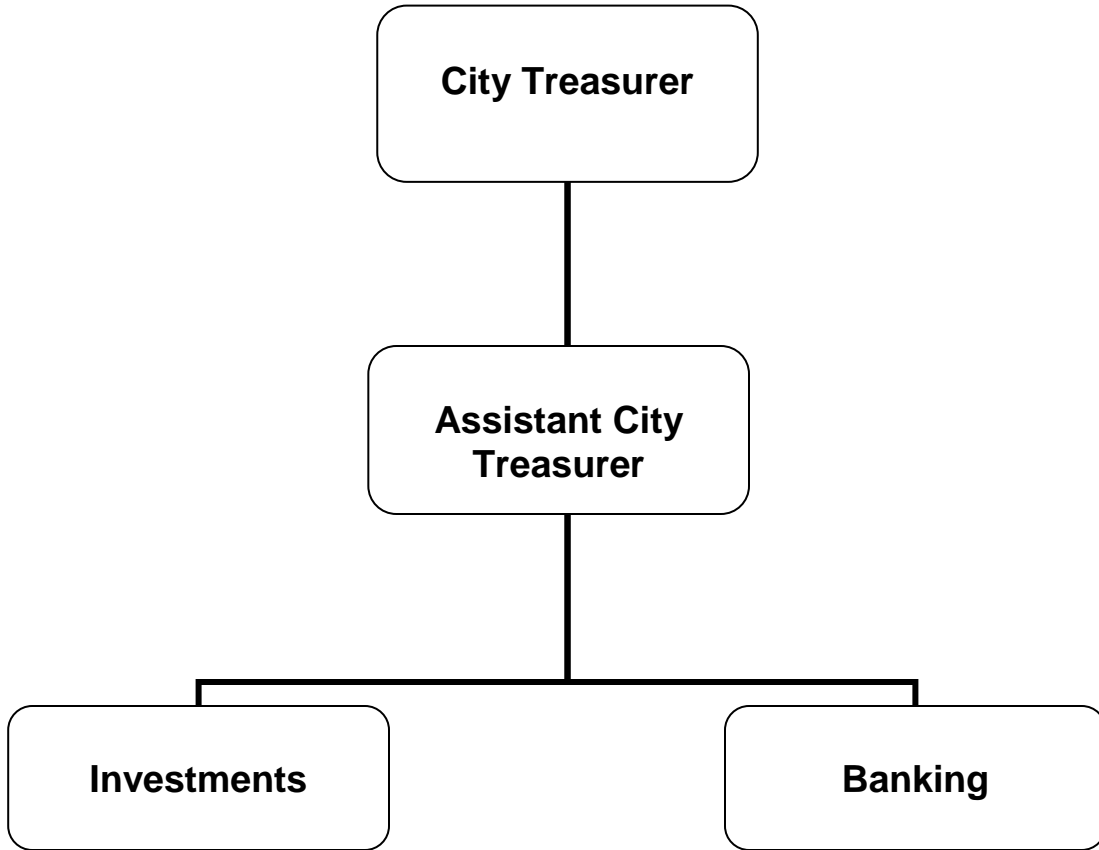 City Treasurer
Assistant City
Treasurer
Investments
Banking